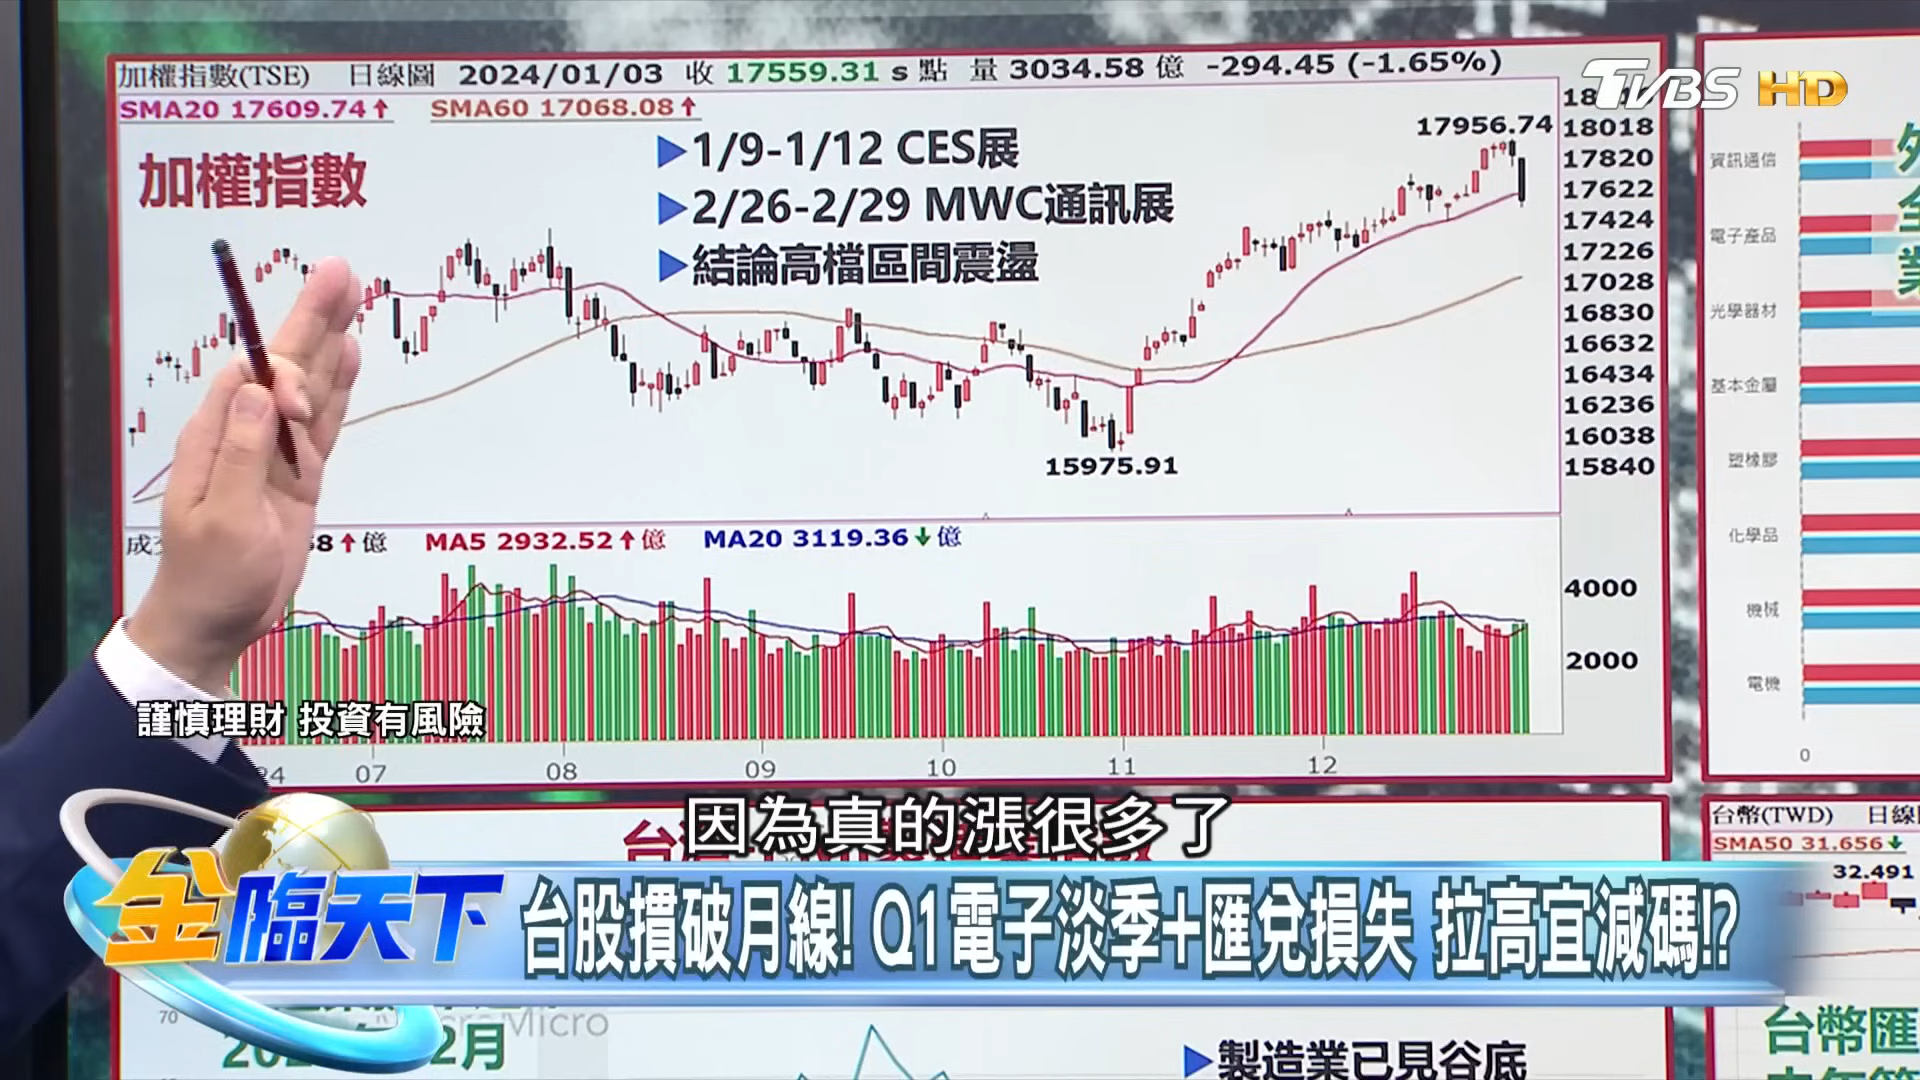 加權指數(TSE) 日線圖 2024/01/03 收 17559.31 s 點 量 3034.58 億 -294.45 (-1.65%)
SMA20 17609.74↑ SMA60 17068.08↑
TVBS HD
加權指數
▶1/9-1/12 CES展
▶2/26-2/29 MWC通訊展
▶結論高檔區間震盪
17956.74
15975.91
18018
17820
17622
17424
17226
17028
16830
16632
16434
16236
16038
15840
億 MA5 2932.52↑億 MA20 3119.36↓億
4000
2000
07 08 09 10 11 12
資訊通信
電子產品
光學器材
基本金屬
塑橡膠
化學品
機械
電機
0
謹慎理財 投資有風險
因為真的漲很多了
台幣(TWD) 日線
SMA50 31.656↓
32.491
金臨天下
台股摜破月線! Q1電子淡季+匯兌損失 拉高宜減碼!?
70
Micro
2月
▶製造業已見谷底
台幣匯